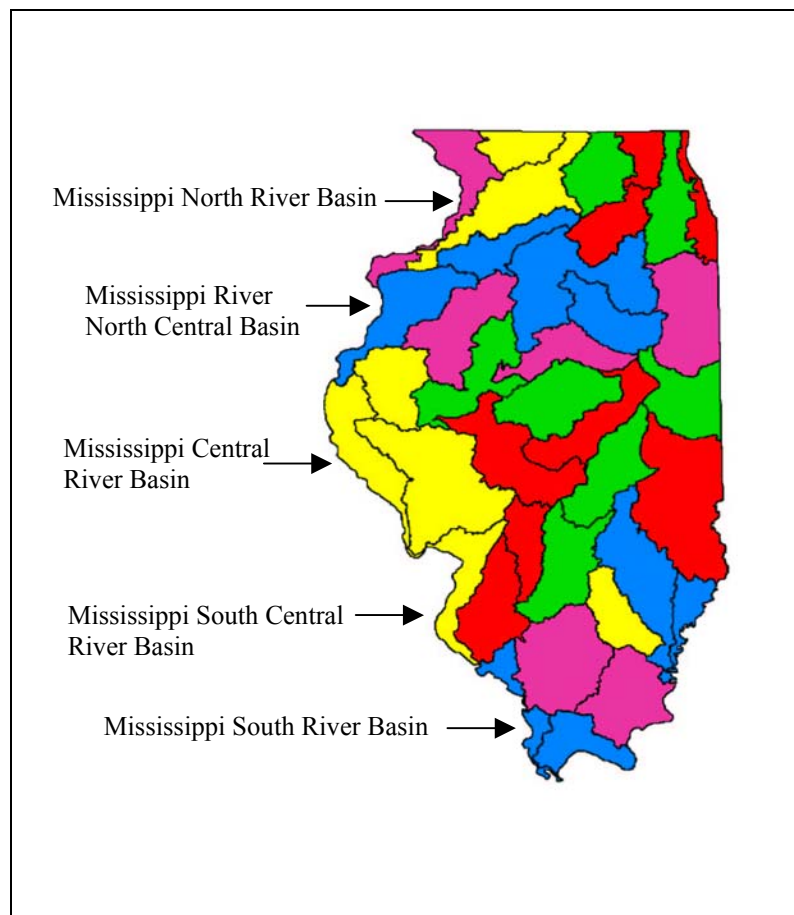 Mississippi North River Basin
Mississippi River
North Central Basin
Mississippi Central
River Basin
Mississippi South Central
River Basin
Mississippi South River Basin